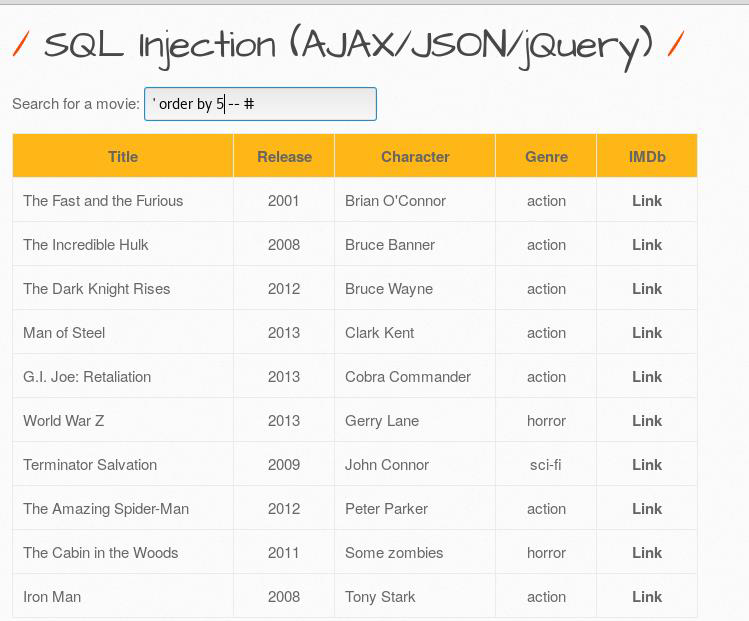 / SQL Injection (AJAX/JSON/jQuery) /
Search for a movie: ' order by 5-- #
Title Release Character Genre IMDb
The Fast and the Furious 2001 Brian O'Connor action Link
The Incredible Hulk 2008 Bruce Banner action Link
The Dark Knight Rises 2012 Bruce Wayne action Link
Man of Steel 2013 Clark Kent action Link
G.I. Joe: Retaliation 2013 Cobra Commander action Link
World War Z 2013 Gerry Lane horror Link
Terminator Salvation 2009 John Connor sci-fi Link
The Amazing Spider-Man 2012 Peter Parker action Link
The Cabin in the Woods 2011 Some zombies horror Link
Iron Man 2008 Tony Stark action Link